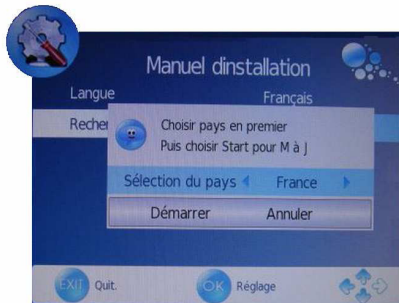 Manuel dinstallation
Langue Français
Recher
Choisir pays en premier
Puis choisir Start pour M à J
Sélection du pays France
Démarrer Annuler
EXIT Quit. OK Réglage